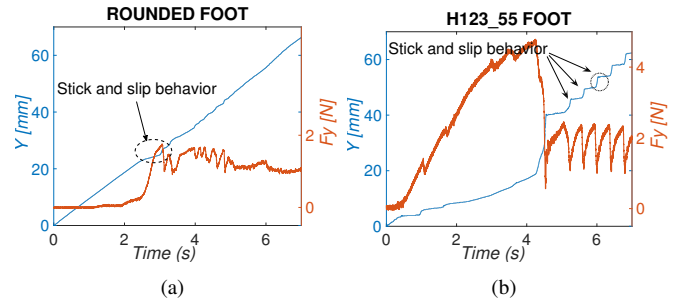 ROUNDED FOOT
60
40
20
0
Y [mm]
Stick and slip behavior
2
0
Fy [N]
0 2 4 6
Time (s)
(a)
H123_55 FOOT
60
40
20
0
Y [mm]
Stick and slip behavior
4
2
0
Fy [N]
0 2 4 6
Time (s)
(b)